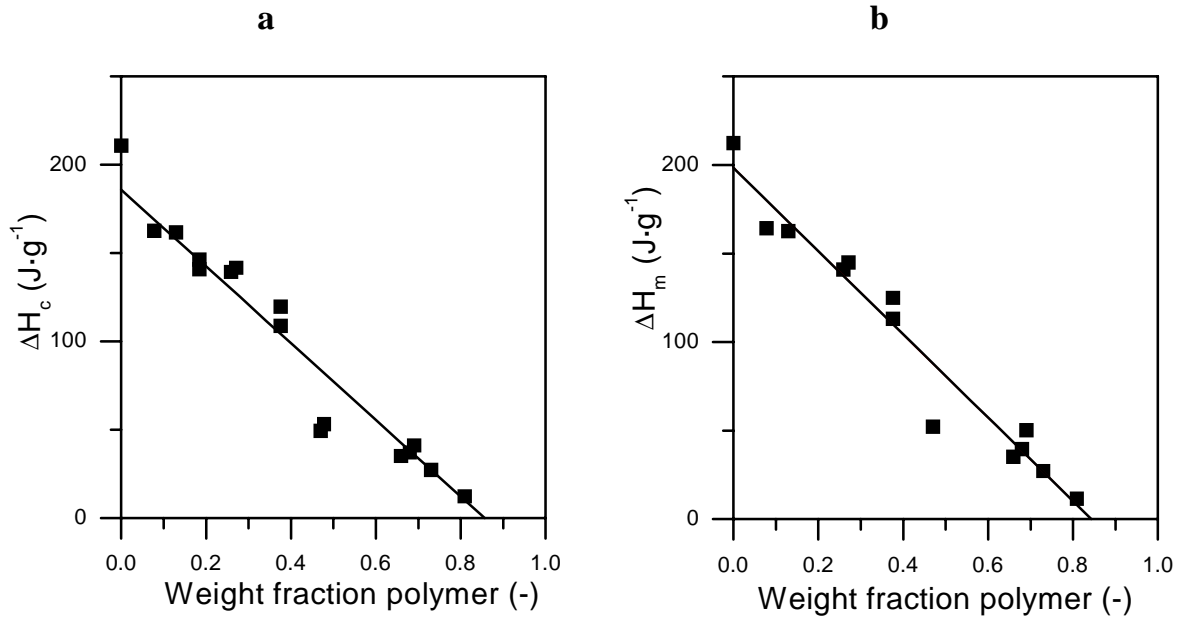 a
b
200
100
0
ΔH_c (J·g⁻¹)
0.0 0.2 0.4 0.6 0.8 1.0
Weight fraction polymer (-)
200
100
0
ΔH_m (J·g⁻¹)
0.0 0.2 0.4 0.6 0.8 1.0
Weight fraction polymer (-)